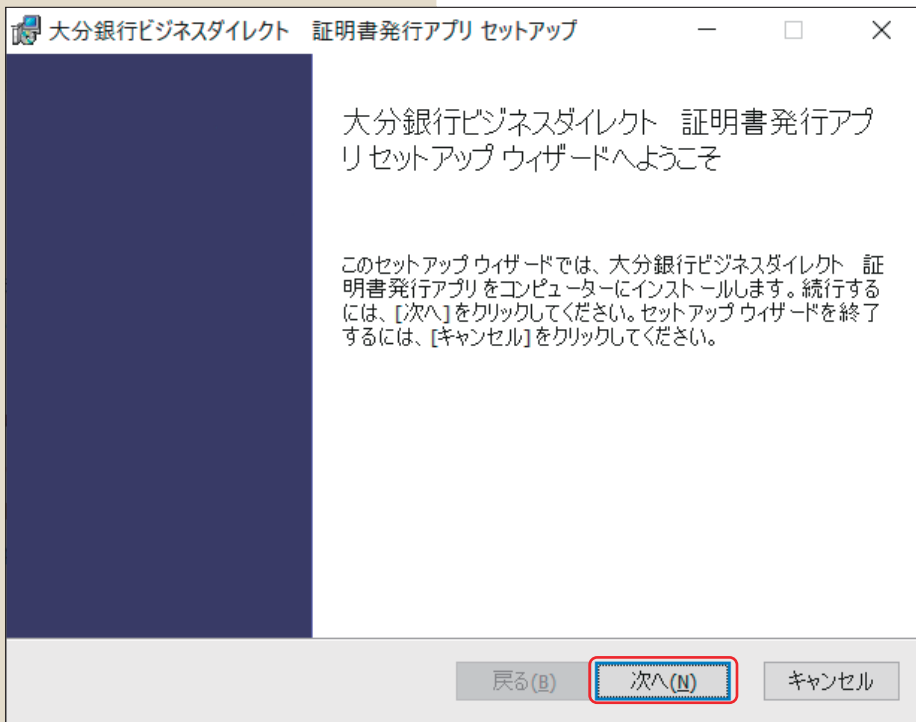 大分銀行ビジネスダイレクト　証明書発行アプリ セットアップ
大分銀行ビジネスダイレクト　証明書発行アプ
リ セットアップ ウィザードへようこそ
このセットアップ ウィザードでは、大分銀行ビジネスダイレクト　証
明書発行アプリをコンピューターにインストールします。続行する
には、[次へ] をクリックしてください。セットアップ ウィザードを終了
するには、[キャンセル] をクリックしてください。
戻る(B)
次へ(N)
キャンセル